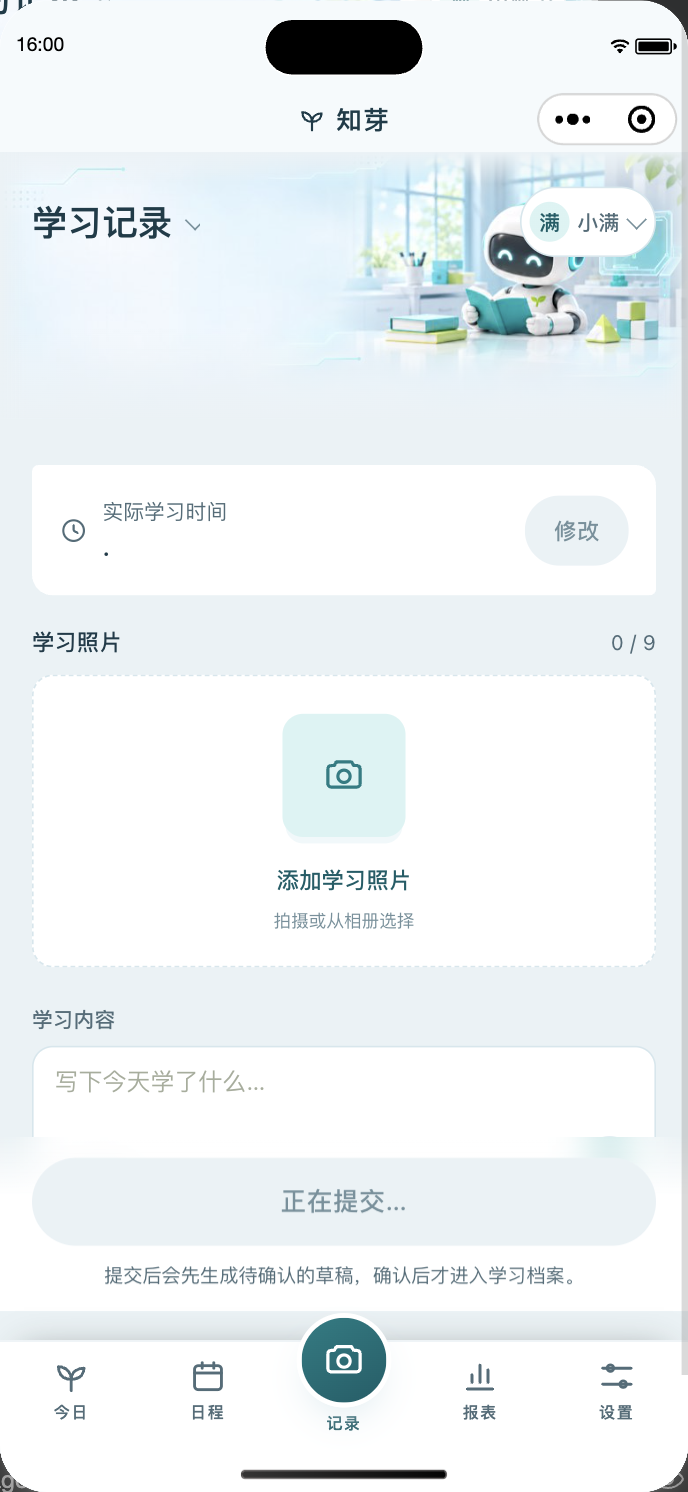 16:00
知芽
学习记录
满 小满
实际学习时间
.
修改
学习照片
0 / 9
添加学习照片
拍摄或从相册选择
学习内容
写下今天学了什么...
正在提交...
提交后会先生成待确认的草稿，确认后才进入学习档案。
今日
日程
记录
报表
设置